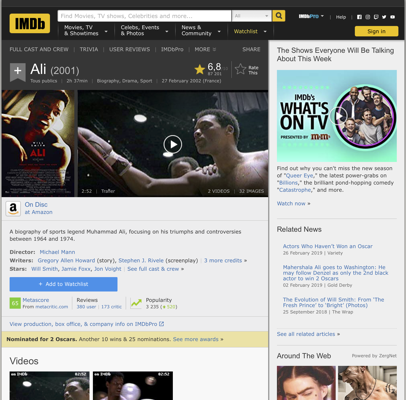 IMDb
Find Movies, TV shows, Celebrities and more...
All
IMDbPro
Help
Movies, TV & Showtimes
Celebs, Events & Photos
News & Community
Watchlist
Sign in
FULL CAST AND CREW | TRIVIA | USER REVIEWS | IMDbPro | MORE
SHARE
Ali (2001)
6,8
Rate This
Tous publics | 2h 37min | Biography, Drama, Sport | 27 February 2002 (France)
ALI
2:52 | Trailer
2 VIDEOS | 32 IMAGES
On Disc
at Amazon
A biography of sports legend Muhammad Ali, focusing on his triumphs and controversies
between 1964 and 1974.
Director: Michael Mann
Writers: Gregory Allen Howard (story), Stephen J. Rivele (screenplay) | 3 more credits »
Stars: Will Smith, Jamie Foxx, Jon Voight | See full cast & crew »
+ Add to Watchlist
65
Metascore
From metacritic.com
Reviews
380 user | 173 critic
Popularity
View production, box office, & company info on IMDbPro
Nominated for 2 Oscars. Another 10 wins & 25 nominations. See more awards »
Videos
The Shows Everyone Will Be Talking
About This Week
IMDb's
WHAT'S
ON TV
PRESENTED BY M&M'S
Find out why you can't miss the new season
of "Queer Eye," the latest power-grabs on
"Billions," the brilliant pond-hopping comedy
"Catastrophe," and more.
Watch now »
Related News
Actors Who Haven't Won an Oscar
26 February 2019 | Variety
Mahershala Ali goes to Washington: He
may follow Denzel as only the 2nd black
actor to win 2 Oscars
02 February 2019 | Gold Derby
The Evolution of Will Smith: From 'The
Fresh Prince' to 'Bright' (Photos)
25 September 2018 | The Wrap
See all related articles »
Around The Web
Powered by ZergNet